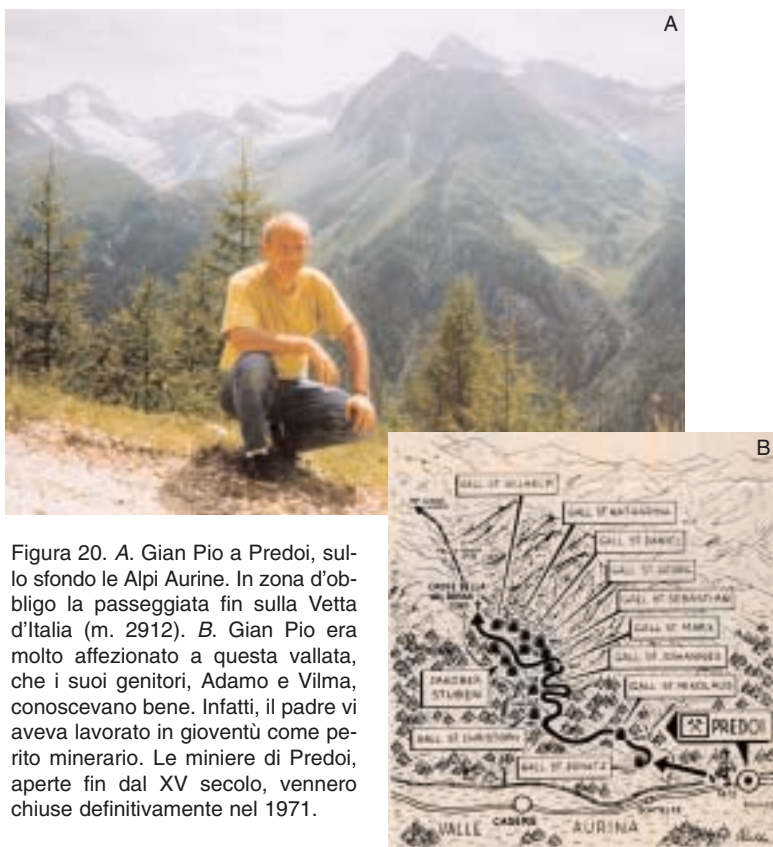 A
B
GALL ST WILHELM
GALL ST KATHARINA
GALL ST DANIEL
GALL ST GEORG
GALL ST SEBASTIAN
GALL ST MARIA
GALL ST JOHANNES
GALL ST NIKOLAUS
STUBEN
PREDOI
GALL ST CHRISTOPH
GALL ST IGNATZ
CASERE
VALLE AURINA
Figura 20. A. Gian Pio a Predoi, sul-
lo sfondo le Alpi Aurine. In zona d'ob-
bligo la passeggiata fin sulla Vetta
d'Italia (m. 2912). B. Gian Pio era
molto affezionato a questa vallata,
che i suoi genitori, Adamo e Vilma,
conoscevano bene. Infatti, il padre vi
aveva lavorato in gioventù come pe-
rito minerario. Le miniere di Predoi,
aperte fin dal XV secolo, vennero
chiuse definitivamente nel 1971.